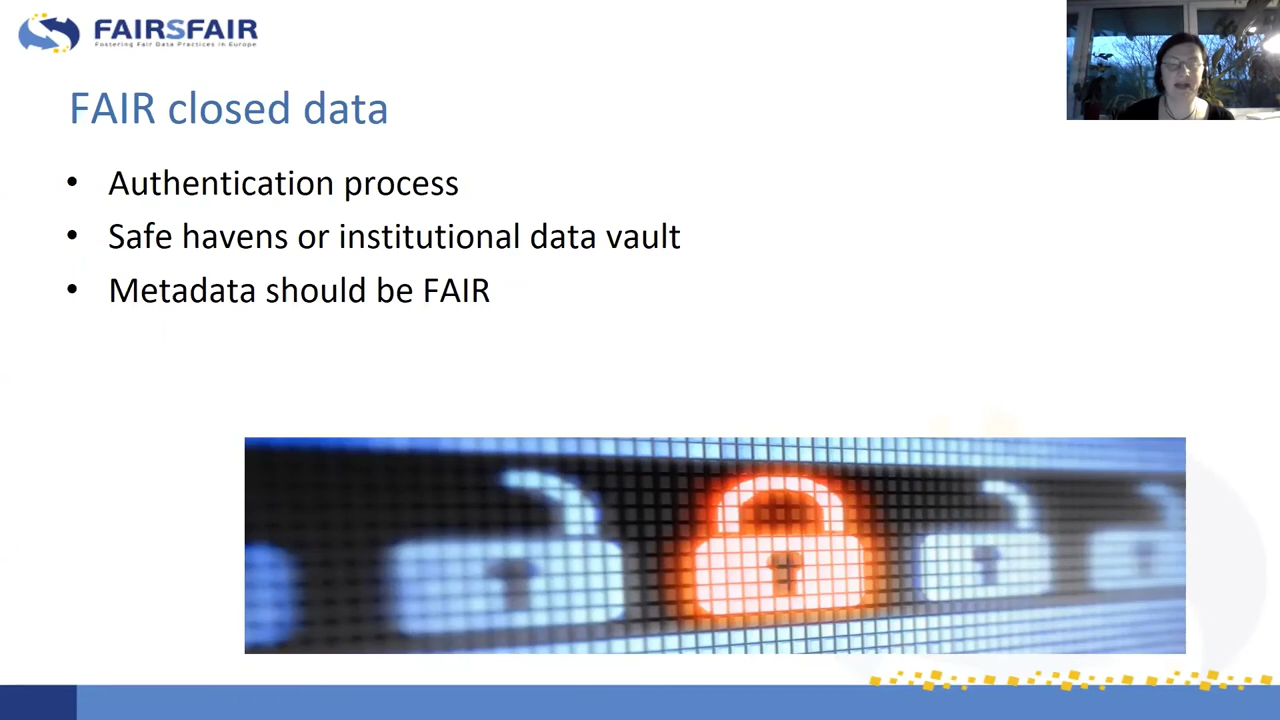 FAIRSFAIR
Fostering Fair Data Practices in Europe
FAIR closed data
• Authentication process
• Safe havens or institutional data vault
• Metadata should be FAIR